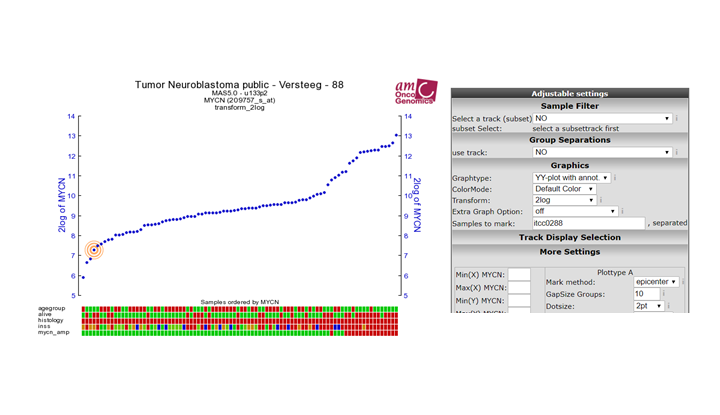 Tumor Neuroblastoma public - Versteeg - 88
MAS5.0 - u133p2
MYCN (209757_s_at)
transform_2log
amc
Onco
Genomics
14
13
12
11
10
9
8
7
6
5
2log of MYCN
14
13
12
11
10
9
8
7
6
5
2log of MYCN
Samples ordered by MYCN
agegroup
alive
histology
inss
mycn_amp
Adjustable settings
Sample Filter
Select a track (subset) NO
subset Select: select a subsettrack first
Group Separations
use track: NO
Graphics
Graphtype: YY-plot with annot.
ColorMode: Default Color
Transform: 2log
Extra Graph Option: off
Samples to mark: itcc0288 , separated
Track Display Selection
More Settings
Min(X) MYCN:
Max(X) MYCN:
Min(Y) MYCN:
Plottype A
Mark method: epicenter
GapSize Groups: 10
Dotsize: 2pt